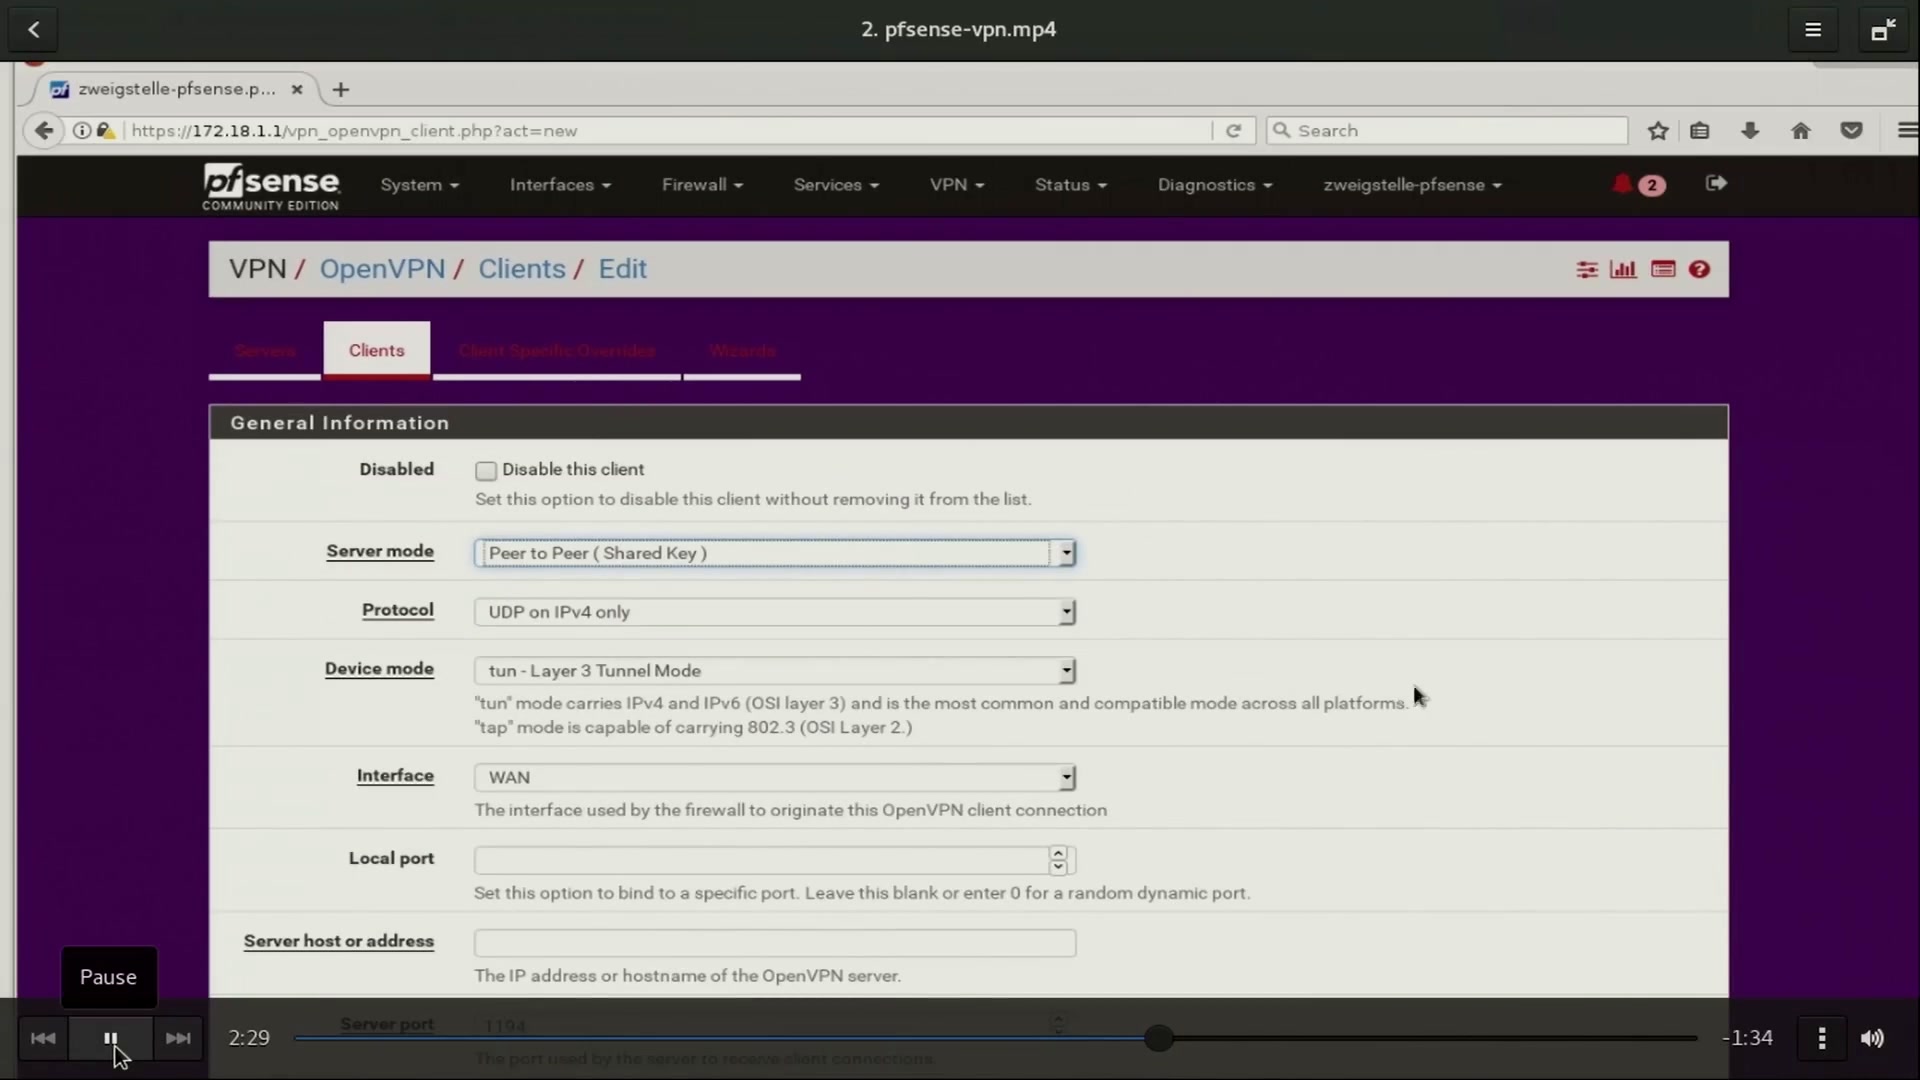 2. pfsense-vpn.mp4
zweigstelle-pfsense.p...
https://172.18.1.1/vpn_openvpn_client.php?act=new
Search
pfsense
COMMUNITY EDITION
System
Interfaces
Firewall
Services
VPN
Status
Diagnostics
zweigstelle-pfsense
2
VPN / OpenVPN / Clients / Edit
Servers
Clients
Client Specific Overrides
Wizards
General Information
Disabled
Disable this client
Set this option to disable this client without removing it from the list.
Server mode
Peer to Peer ( Shared Key )
Protocol
UDP on IPv4 only
Device mode
tun - Layer 3 Tunnel Mode
"tun" mode carries IPv4 and IPv6 (OSI layer 3) and is the most common and compatible mode across all platforms.
"tap" mode is capable of carrying 802.3 (OSI Layer 2.)
Interface
WAN
The interface used by the firewall to originate this OpenVPN client connection
Local port
Set this option to bind to a specific port. Leave this blank or enter 0 for a random dynamic port.
Server host or address
The IP address or hostname of the OpenVPN server.
Pause
Server port
1194
The port used by the server to receive client connections.
2:29
-1:34